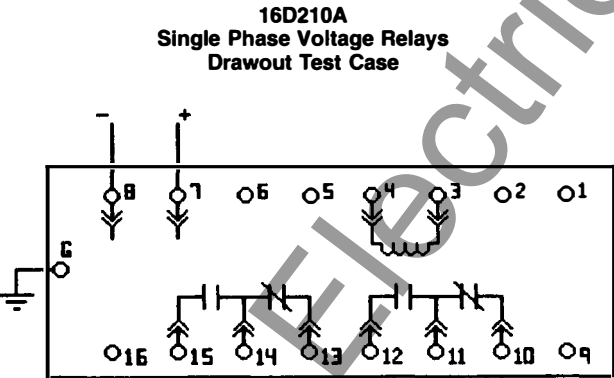 16D210A
Single Phase Voltage Relays
Drawout Test Case
- +
8 7 6 5 4 3 2 1
G
16 15 14 13 12 11 10 9
Electric